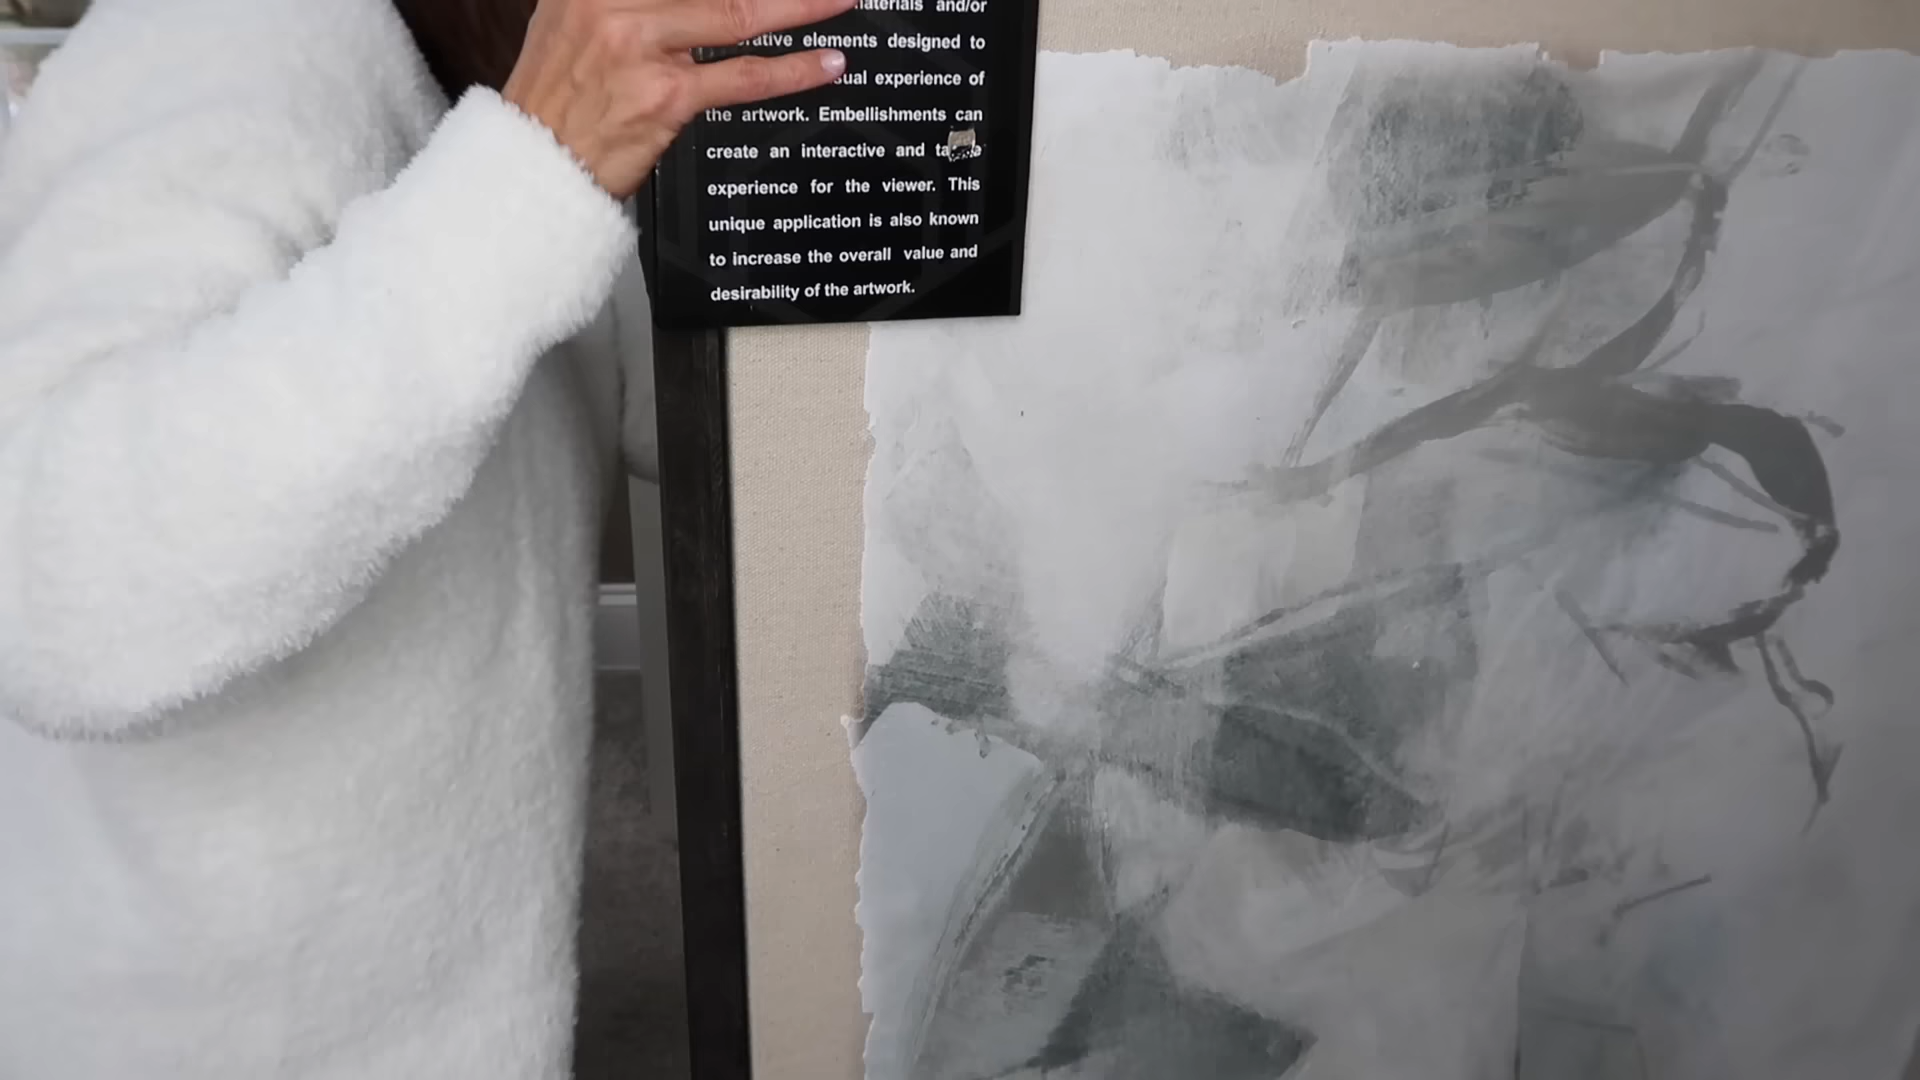 materials and/or
elements designed to
experience of
the artwork. Embellishments can
create an interactive and
experience for the viewer. This
unique application is also known
to increase the overall value and
desirability of the artwork.